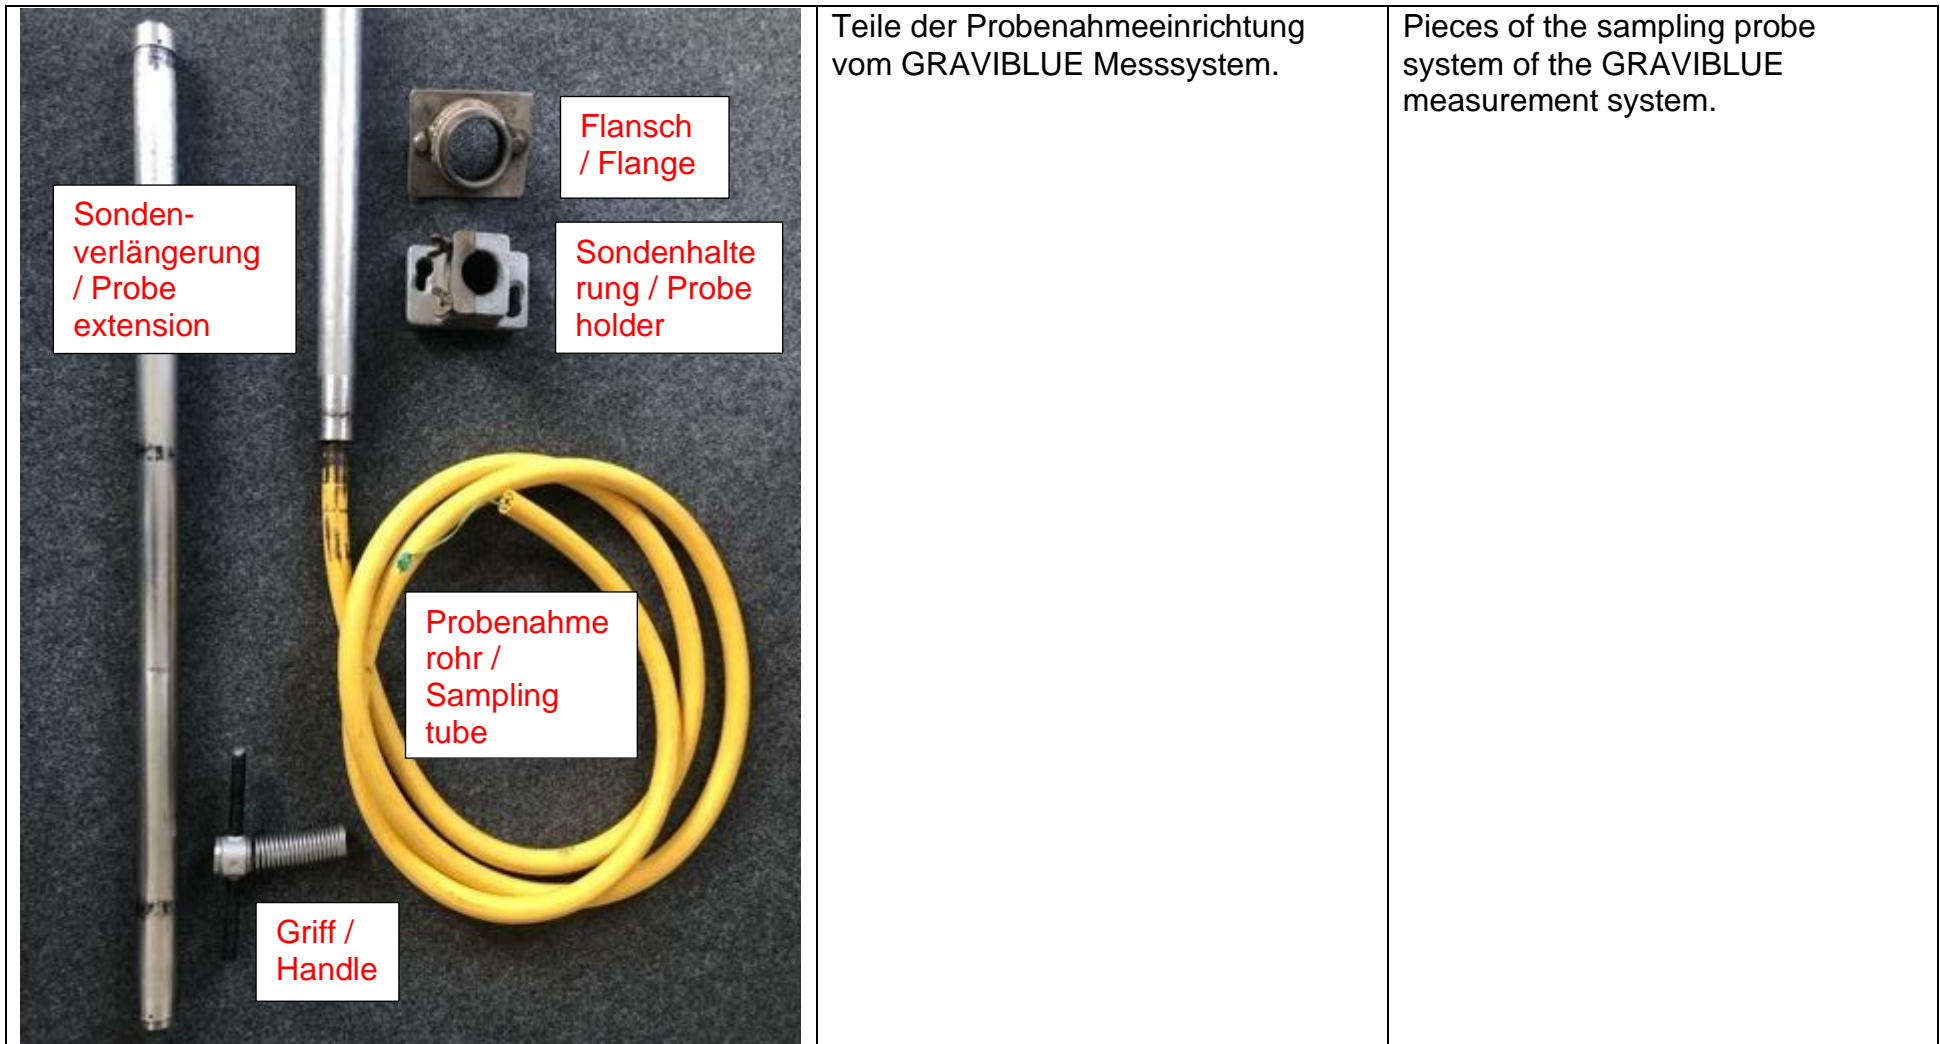 Teile der Probenahmeeinrichtung
vom GRAVIBLUE Messsystem.
Pieces of the sampling probe
system of the GRAVIBLUE
measurement system.
Flansch
/ Flange
Sonden-
verlängerung
/ Probe
extension
Sondenhalte
rung / Probe
holder
Probenahme
rohr /
Sampling
tube
Griff /
Handle